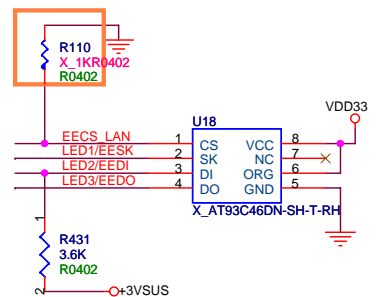 R110
X_1KR0402
R0402
U18
VDD33
EECS_LAN 1 CS VCC 8
LED1/EESK 2 SK NC 7
LED2/EEDI 3 DI ORG 6
LED3/EEDO 4 DO GND 5
X_AT93C46DN-SH-T-RH
1
R431
3.6K
R0402
2
+3VSUS